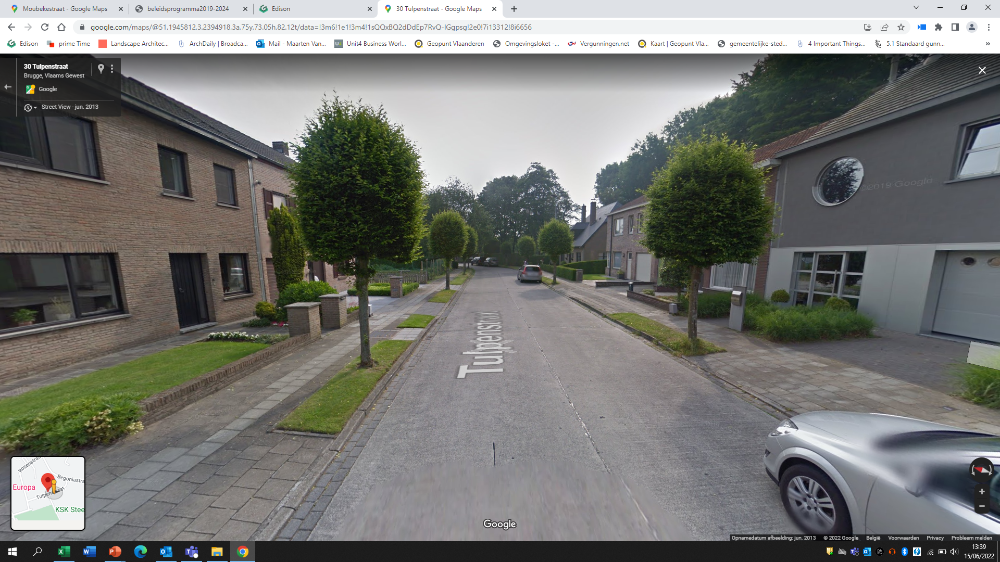 Moubekestraat - Google Maps
beleidsprogramma2019-2024
Edison
30 Tulpenstraat - Google Maps
google.com/maps/@51.1945812,3.2394918,3a,75y,73.05h,82.12t/data=!3m6!1e1!3m4!1sQQxBQ2dDdEp7RvQ-IGgpsg!2e0!7i13312!8i6656
Edison
prime Time
Landscape Architec...
ArchDaily | Broadca...
Mail - Maarten Van...
Unit4 Business Worl...
Geopunt Vlaanderen
Omgevingsloket -...
Vergunningen.net
Kaart | Geopunt Vla...
gemeentelijke-sted...
4 Important Things...
5.1 Standaard gunn...
30 Tulpenstraat
Brugge, Vlaams Gewest
Google
Street View - jun. 2013
©2019 Google
Tulpenstraat
Rozenstraa
Begoniastra
Europa
Tulpenstraat
KSK Stee
Google
Opnamedatum afbeelding: jun. 2013 © 2022 Google België Voorwaarden Privacy Probleem melden
13:39
15/06/2022